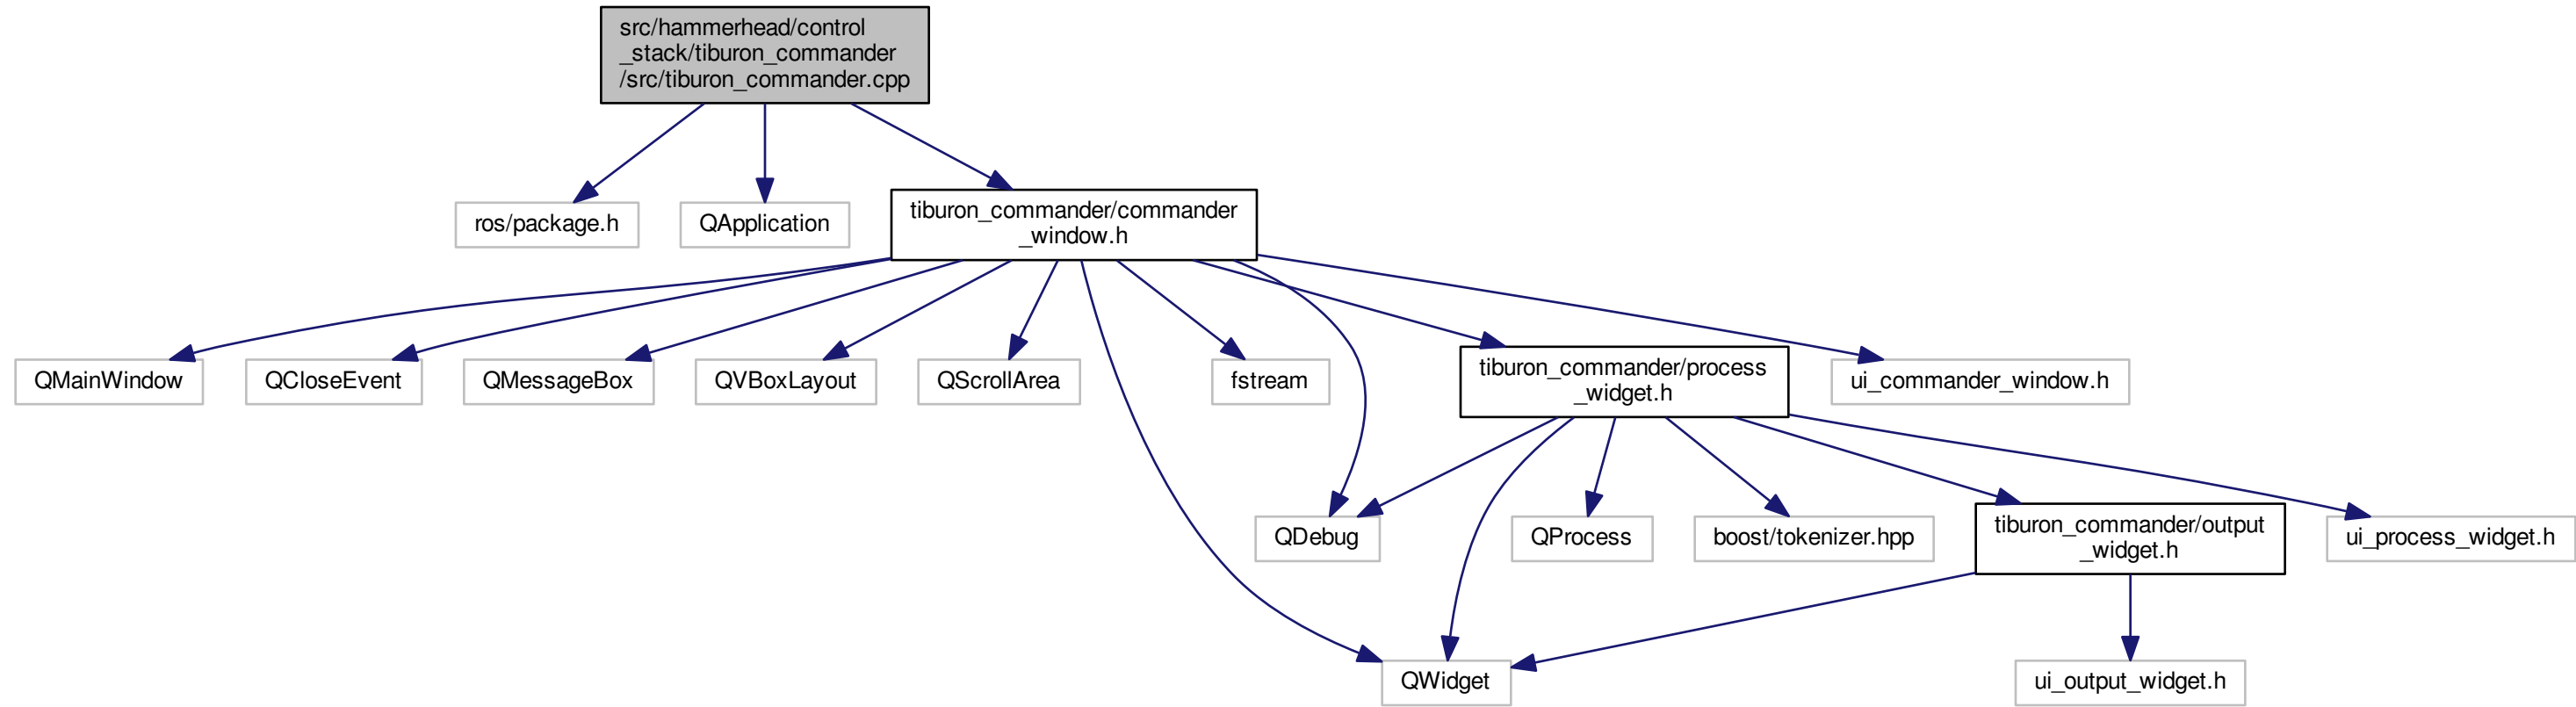 src/hammerhead/control
_stack/tiburon_commander
/src/tiburon_commander.cpp
ros/package.h
QApplication
tiburon_commander/commander
_window.h
QMainWindow
QCloseEvent
QMessageBox
QVBoxLayout
QScrollArea
fstream
tiburon_commander/process
_widget.h
ui_commander_window.h
QDebug
QProcess
boost/tokenizer.hpp
tiburon_commander/output
_widget.h
ui_process_widget.h
QWidget
ui_output_widget.h